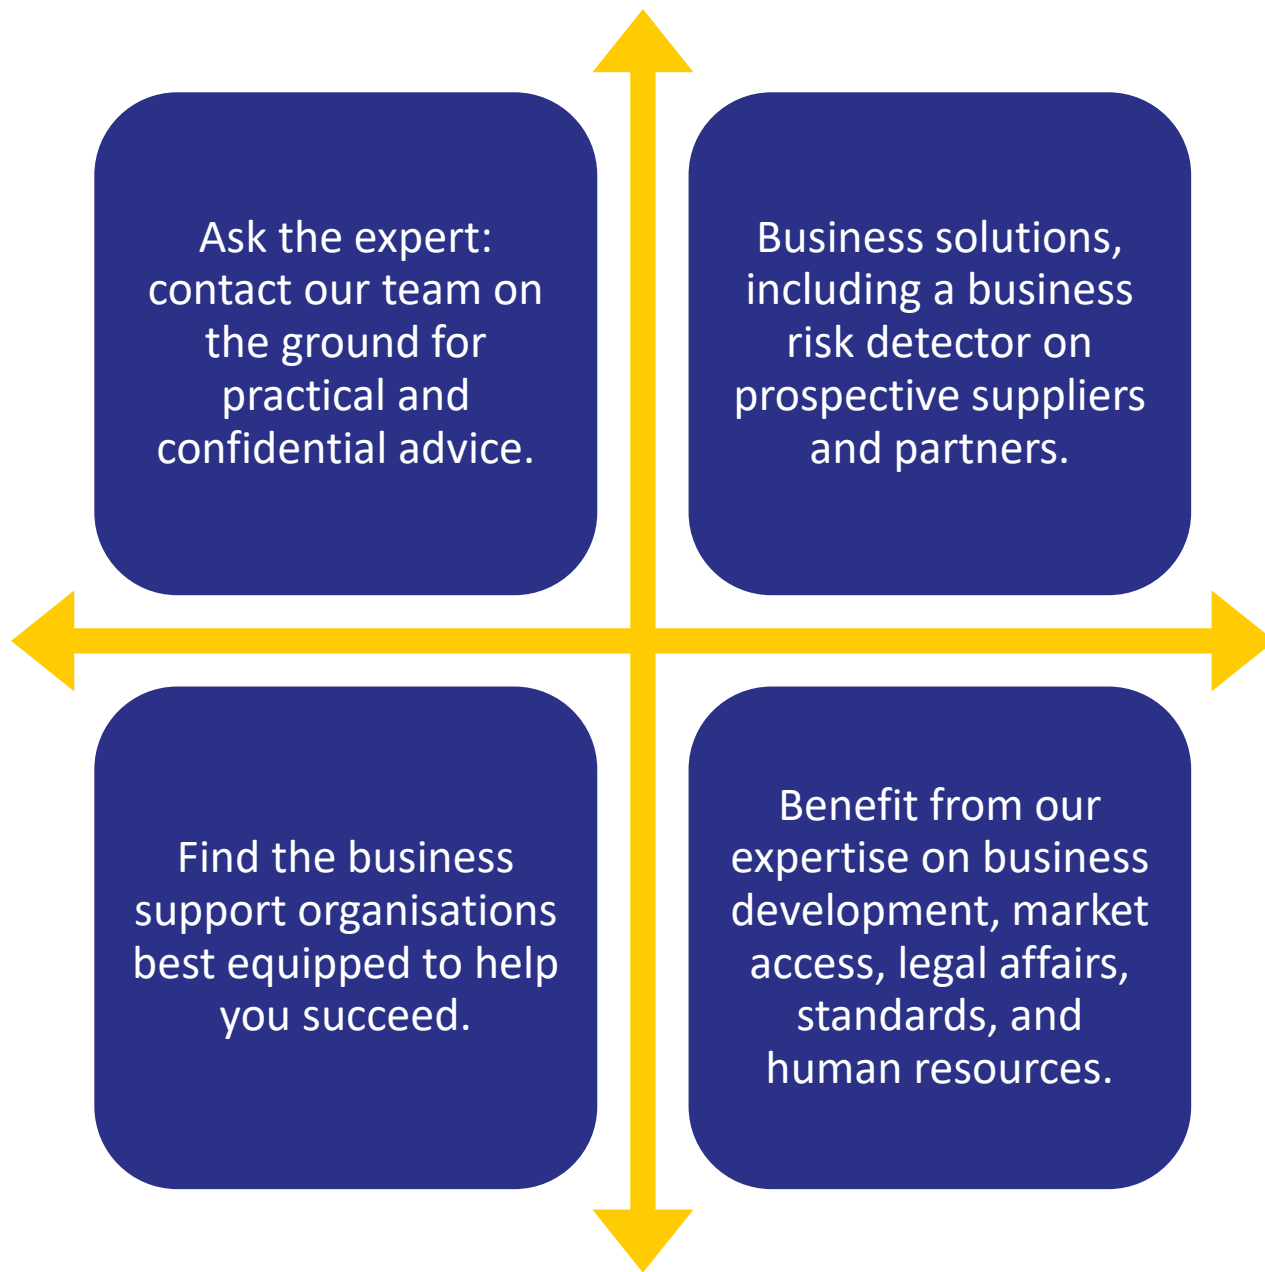 Ask the expert:
contact our team on
the ground for
practical and
confidential advice.
Business solutions,
including a business
risk detector on
prospective suppliers
and partners.
Find the business
support organisations
best equipped to help
you succeed.
Benefit from our
expertise on business
development, market
access, legal affairs,
standards, and
human resources.